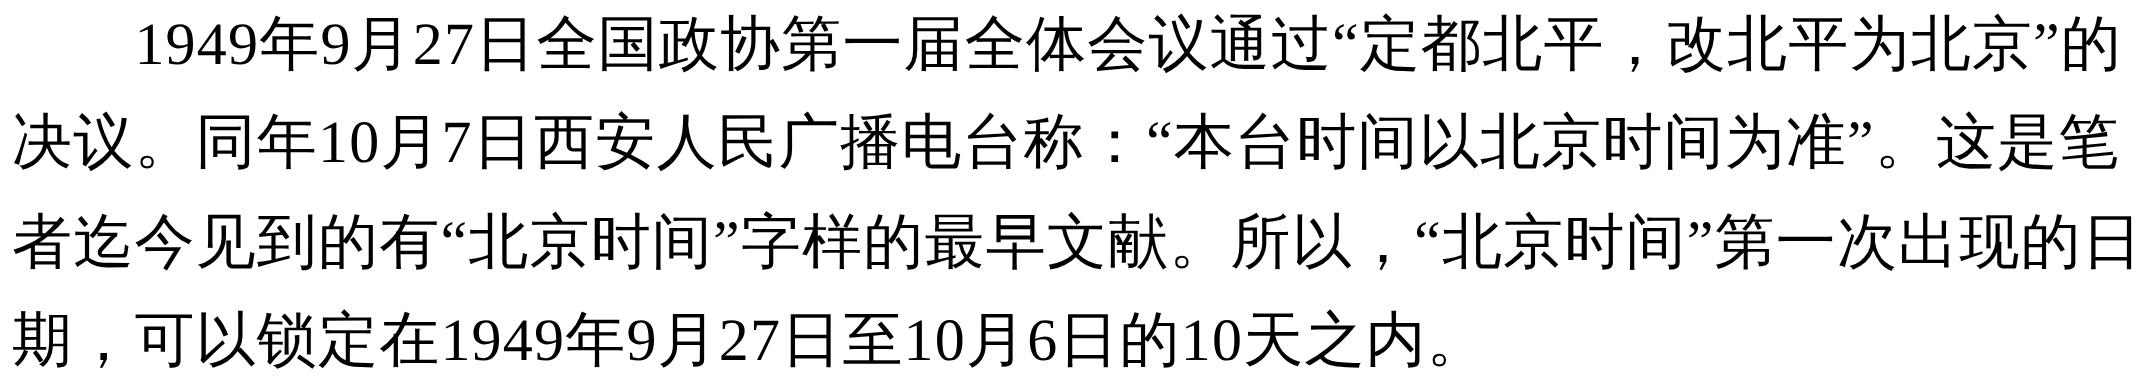 1949年9月27日全国政协第一届全体会议通过“定都北平，改北平为北京”的
决议。同年10月7日西安人民广播电台称：“本台时间以北京时间为准”。这是笔
者迄今见到的有“北京时间”字样的最早文献。所以，“北京时间”第一次出现的日
期，可以锁定在1949年9月27日至10月6日的10天之内。